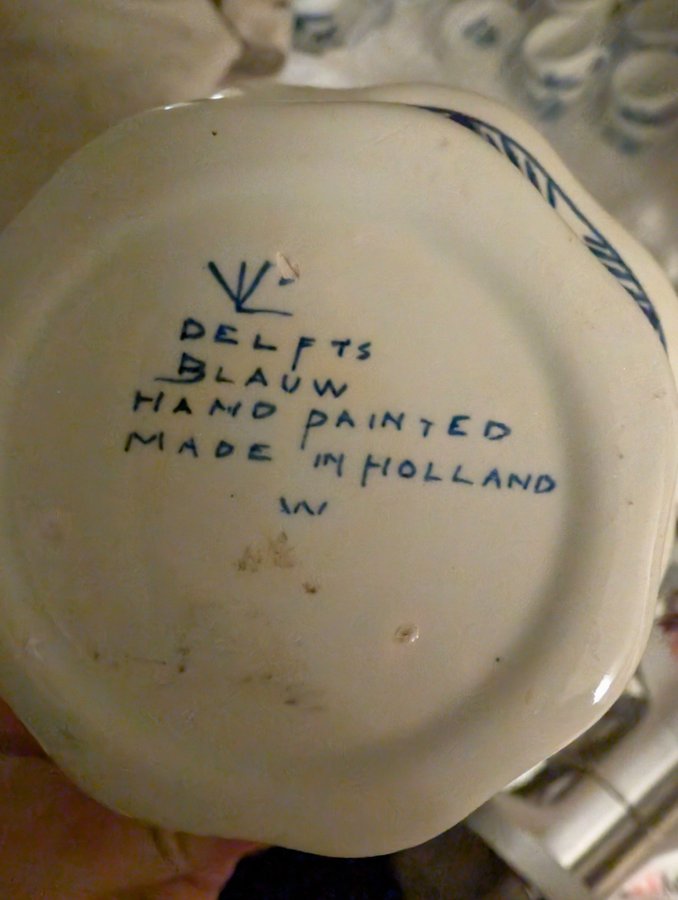 DELFTS
BLAUW
HAND PAINTED
MADE IN HOLLAND
W